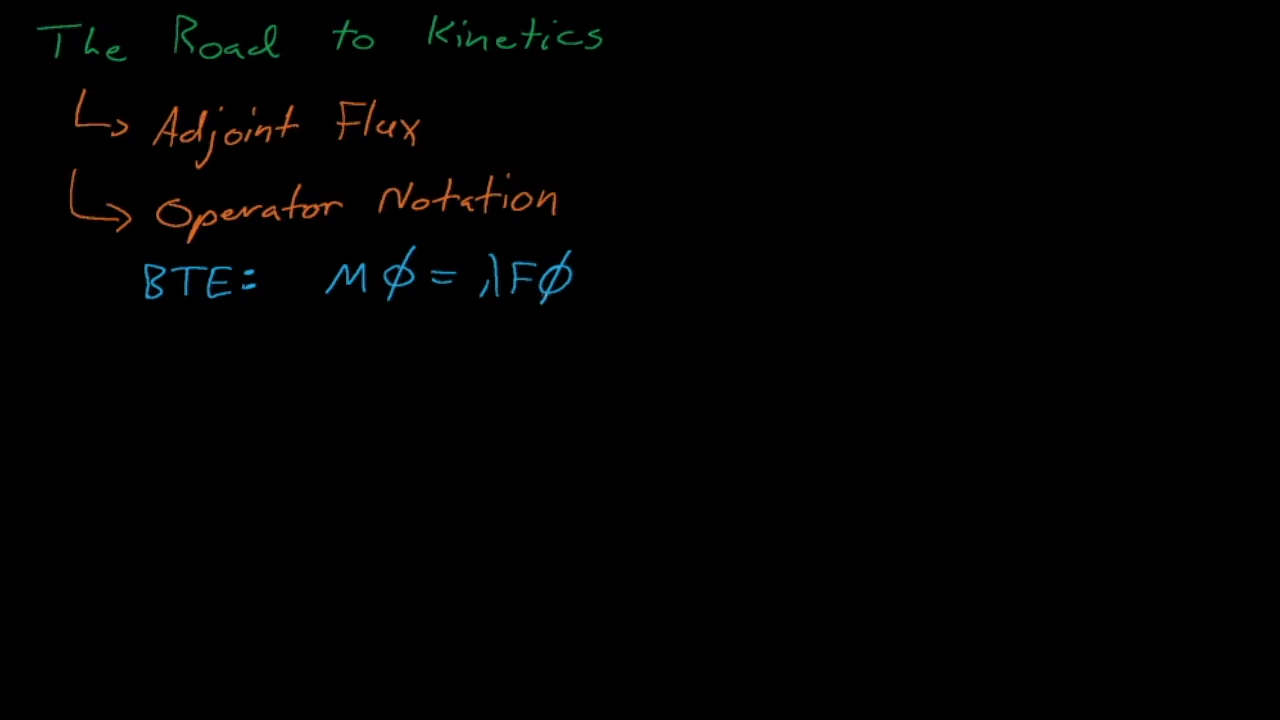 The Road to Kinetics
↳ Adjoint Flux
↳ Operator Notation
BTE: Mϕ = λFϕ